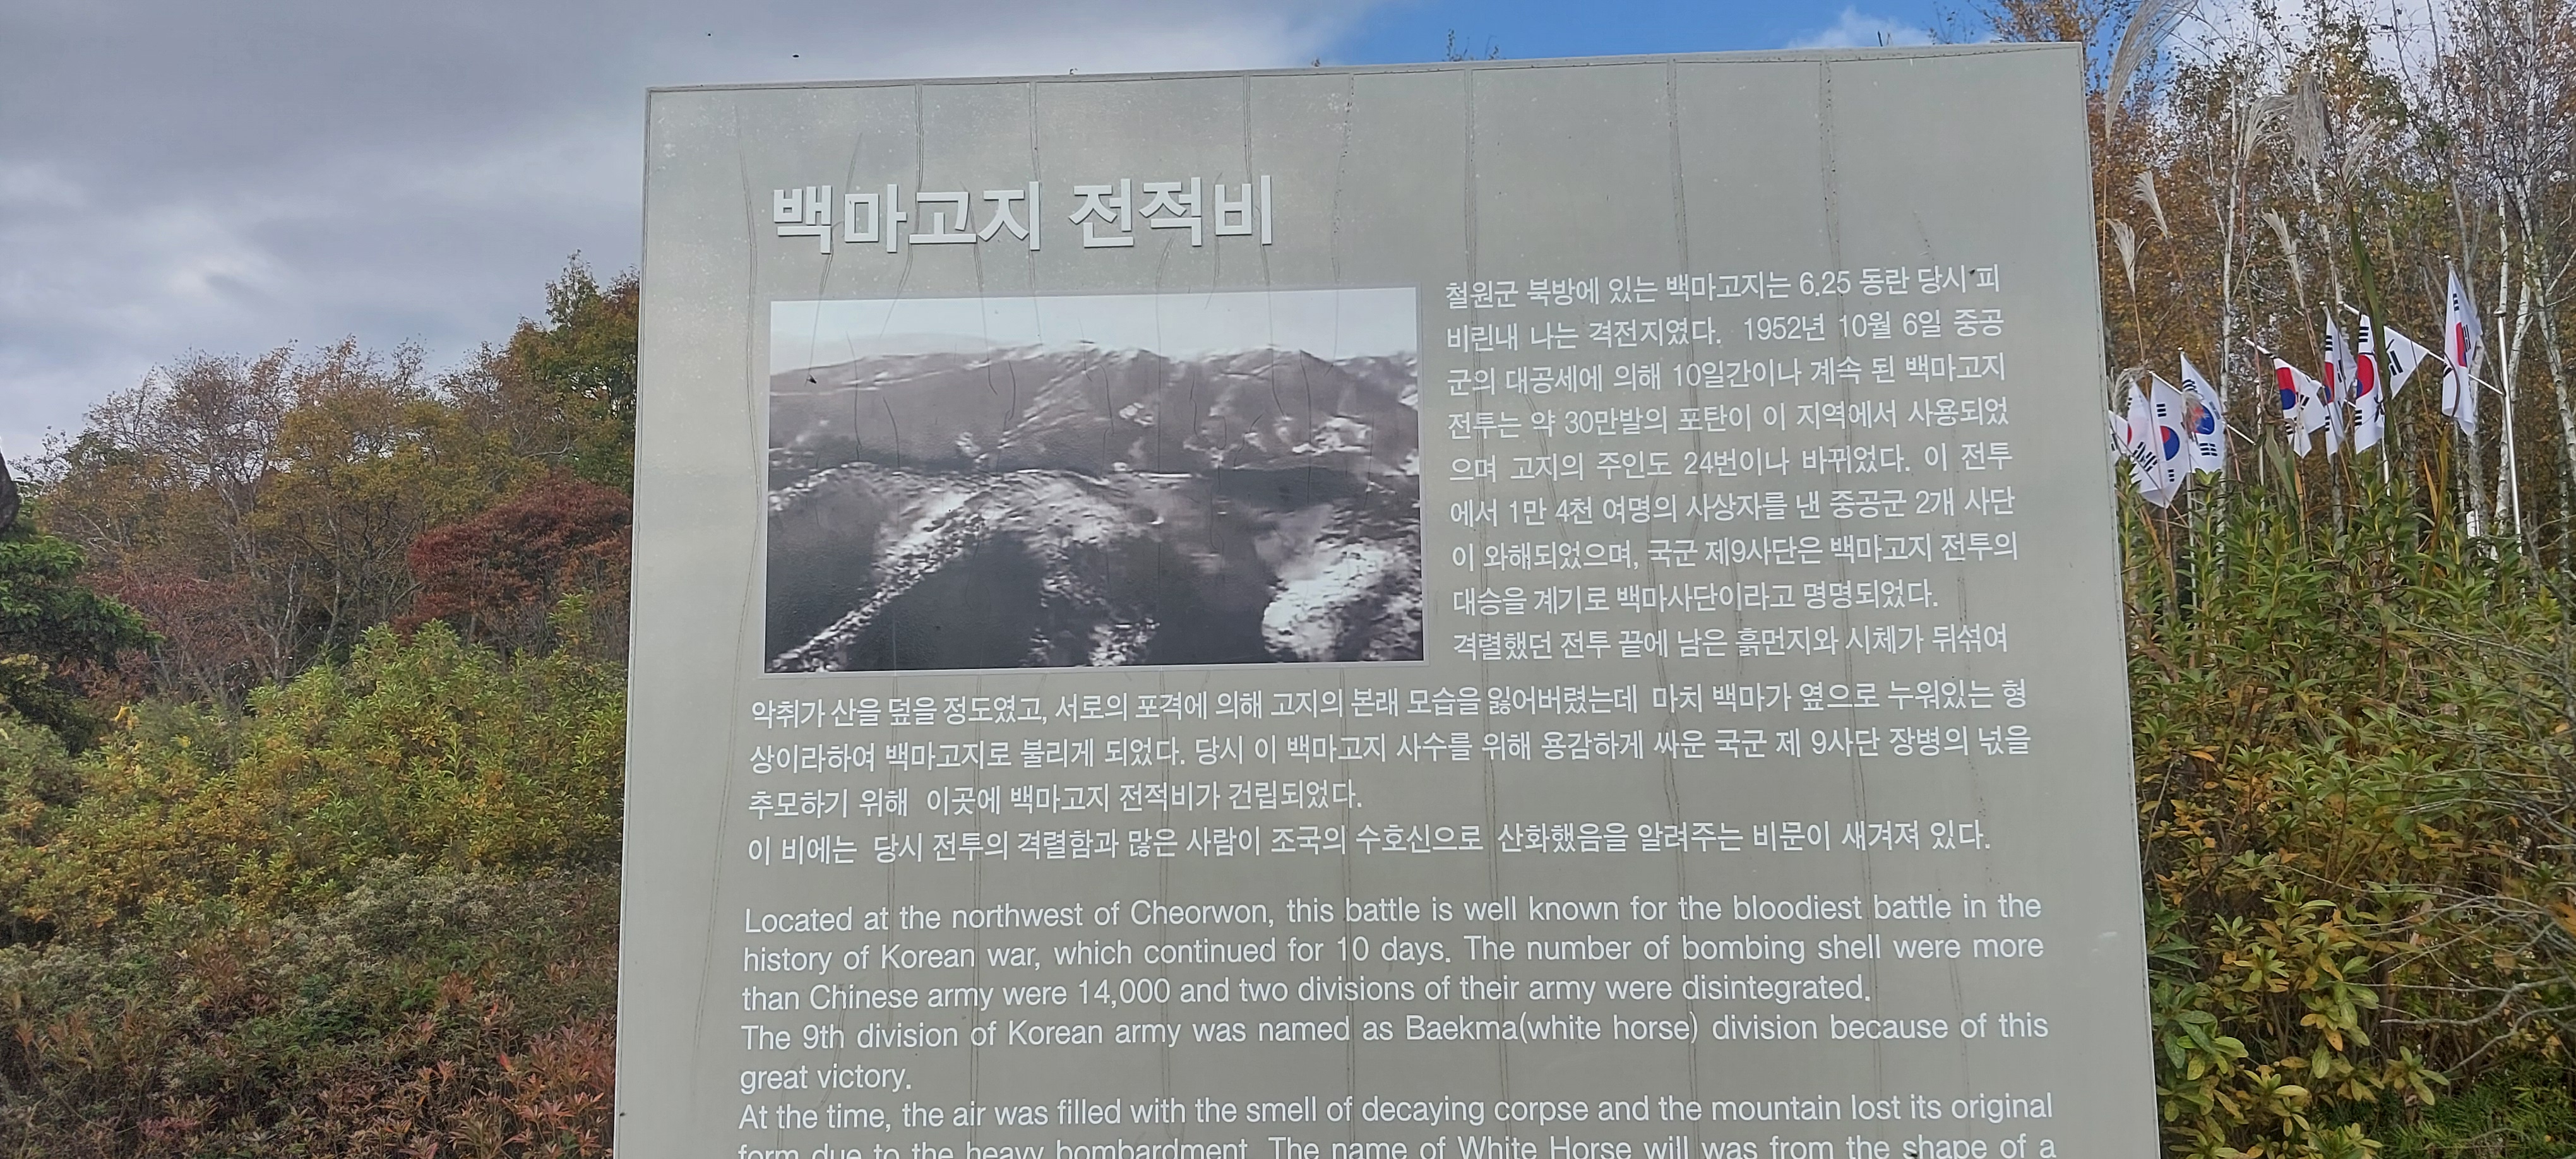 백마고지 전적비
철원군 북방에 있는 백마고지는 6.25 동란 당시 피
비린내 나는 격전지였다. 1952년 10월 6일 중공
군의 대공세에 의해 10일간이나 계속 된 백마고지
전투는 약 30만발의 포탄이 이 지역에서 사용되었
으며 고지의 주인도 24번이나 바뀌었다. 이 전투
에서 1만 4천 여명의 사상자를 낸 중공군 2개 사단
이 와해되었으며, 국군 제9사단은 백마고지 전투의
대승을 계기로 백마사단이라고 명명되었다.
격렬했던 전투 끝에 남은 흙먼지와 시체가 뒤섞여
악취가 산을 덮을 정도였고, 서로의 포격에 의해 고지의 본래 모습을 잃어버렸는데 마치 백마가 옆으로 누워있는 형
상이라하여 백마고지로 불리게 되었다. 당시 이 백마고지 사수를 위해 용감하게 싸운 국군 제 9사단 장병의 넋을
추모하기 위해 이곳에 백마고지 전적비가 건립되었다.
이 비에는 당시 전투의 격렬함과 많은 사람이 조국의 수호신으로 산화했음을 알려주는 비문이 새겨져 있다.
Located at the northwest of Cheorwon, this battle is well known for the bloodiest battle in the
history of Korean war, which continued for 10 days. The number of bombing shell were more
than Chinese army were 14,000 and two divisions of their army were disintegrated.
The 9th division of Korean army was named as Baekma(white horse) division because of this
great victory.
At the time, the air was filled with the smell of decaying corpse and the mountain lost its original
form due to the heavy bombardment. The name of White Horse will was from the shape of a